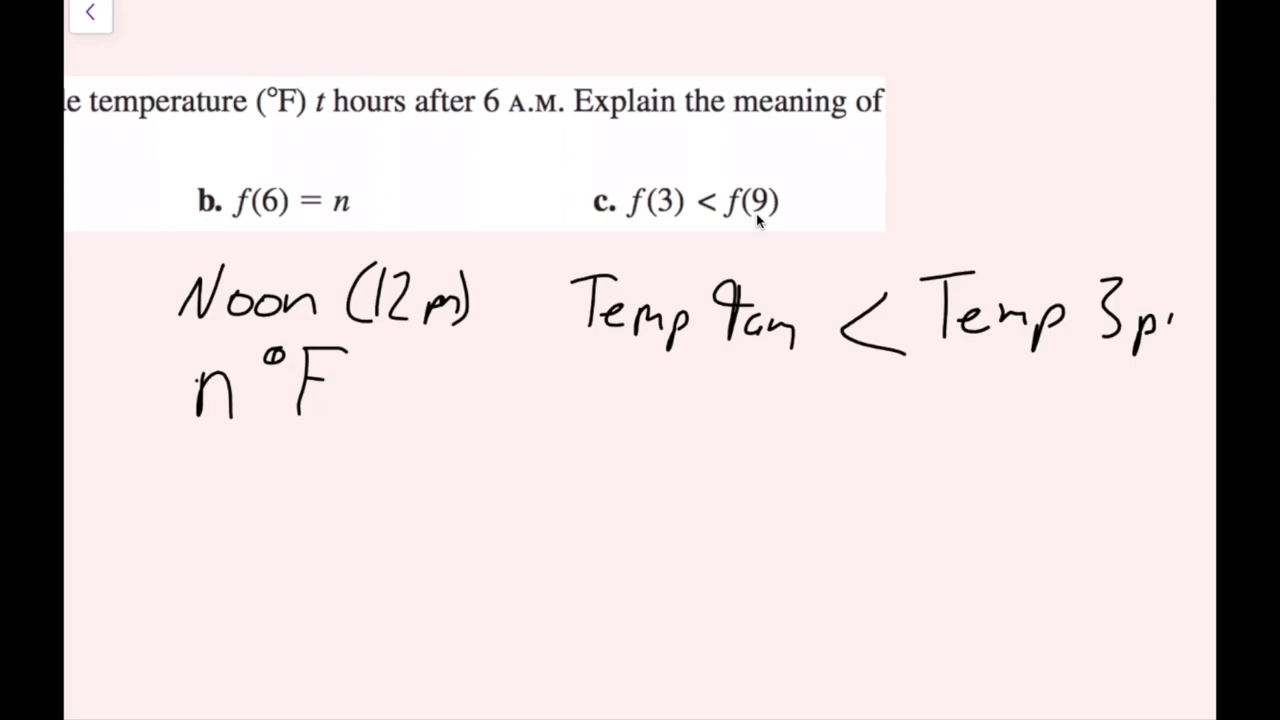 e temperature (°F) t hours after 6 A.M. Explain the meaning of
b. f(6) = n
c. f(3) < f(9)
Noon (12 pm) Temp 9am < Temp 3p
n °F